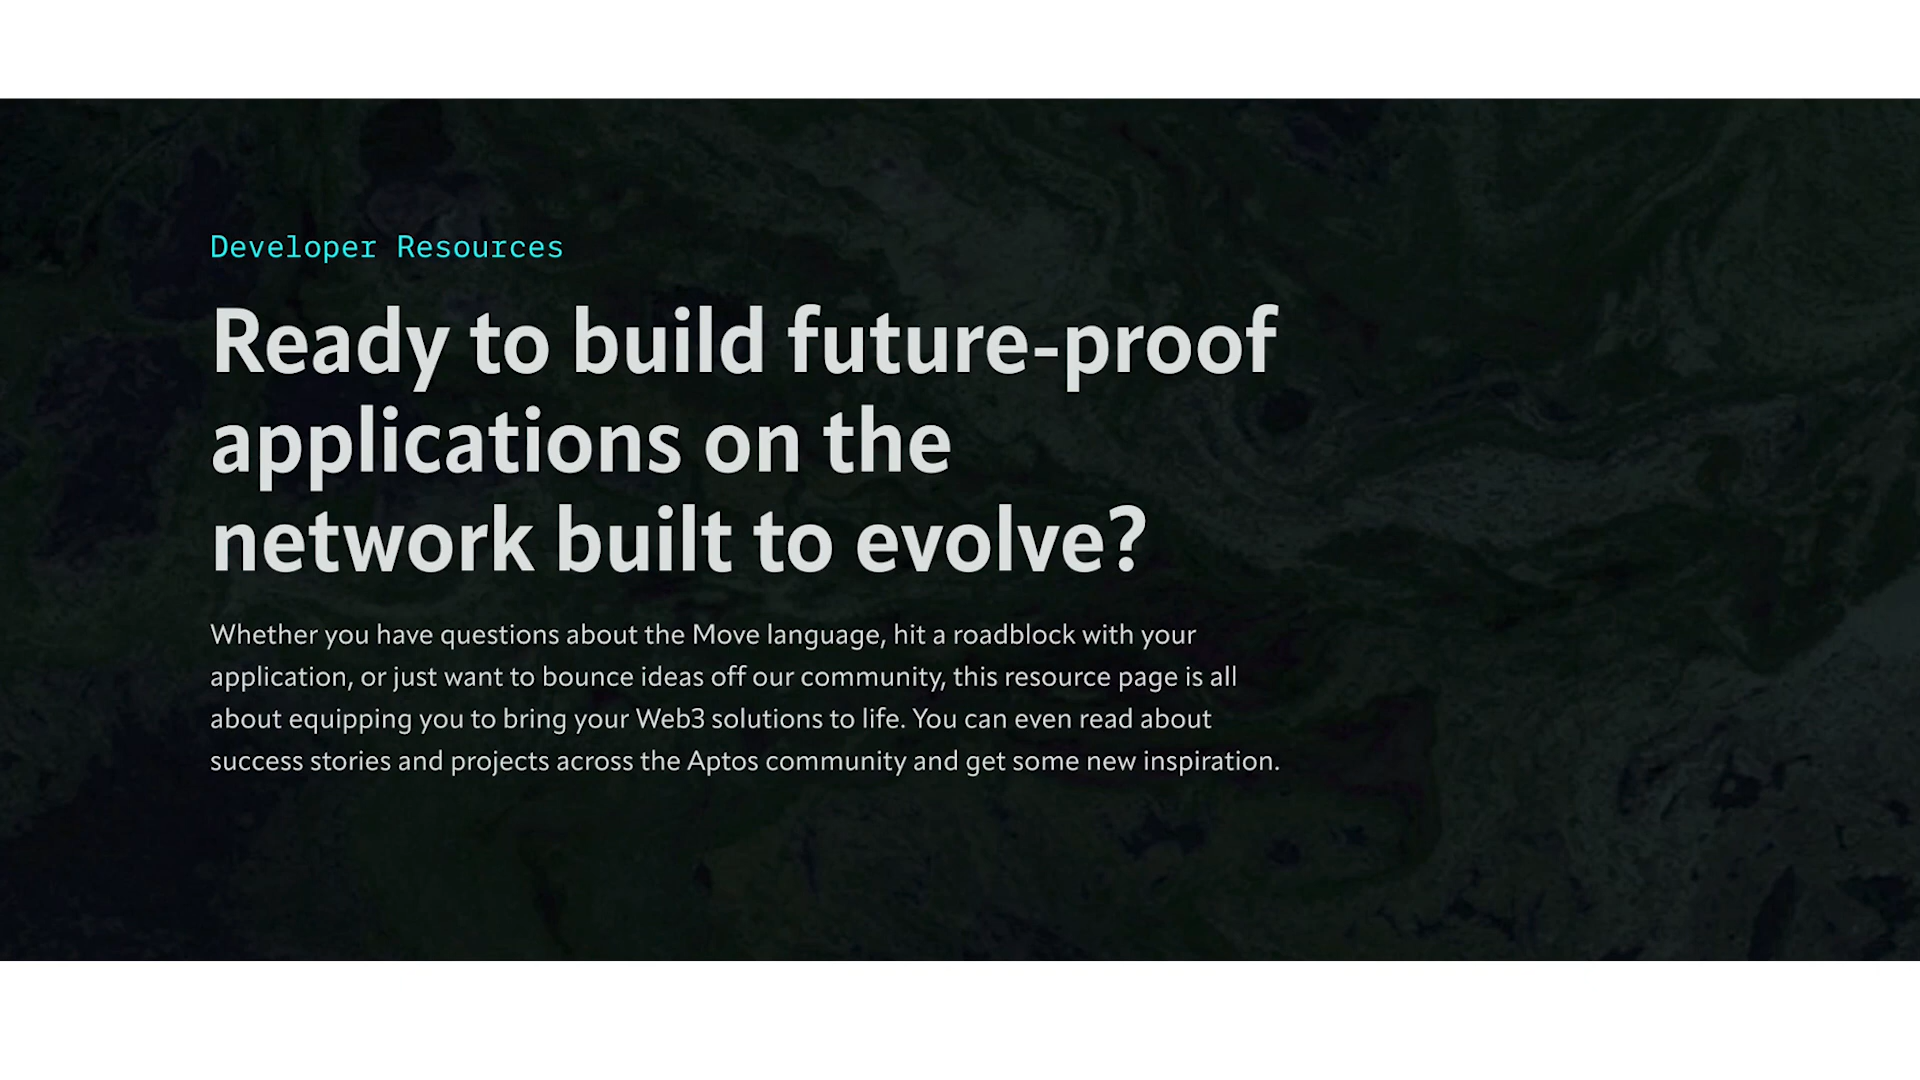 Developer Resources
Ready to build future-proof
applications on the
network built to evolve?
Whether you have questions about the Move language, hit a roadblock with your
application, or just want to bounce ideas off our community, this resource page is all
about equipping you to bring your Web3 solutions to life. You can even read about
success stories and projects across the Aptos community and get some new inspiration.